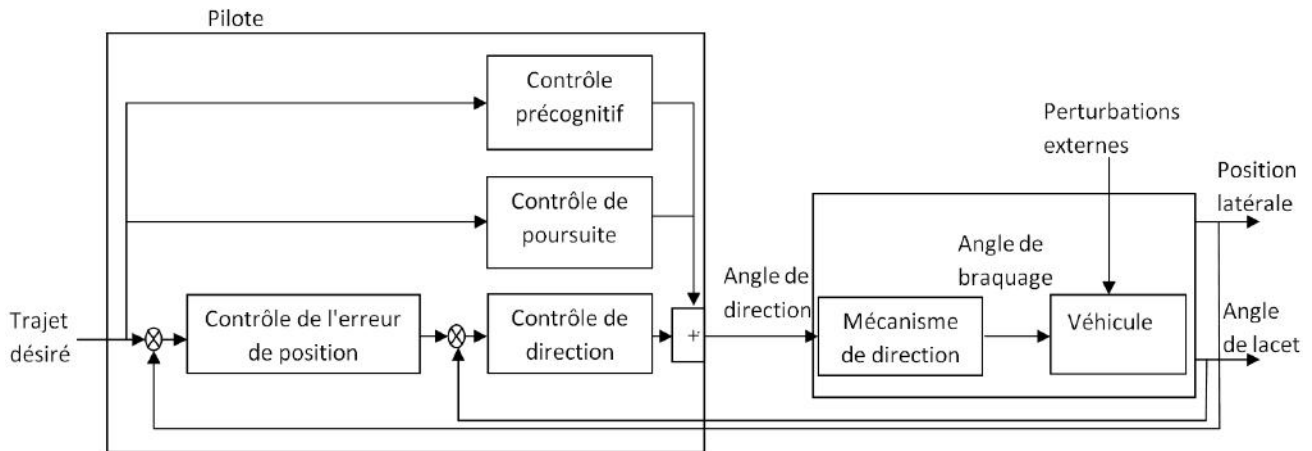 Pilote
Contrôle
précognitif
Perturbations
externes
Position
latérale
Contrôle de
poursuite
Angle de
braquage
Angle de
direction
Trajet
désiré
Contrôle de l'erreur
de position
Contrôle de
direction
+
Mécanisme
de direction
Véhicule
Angle
de lacet